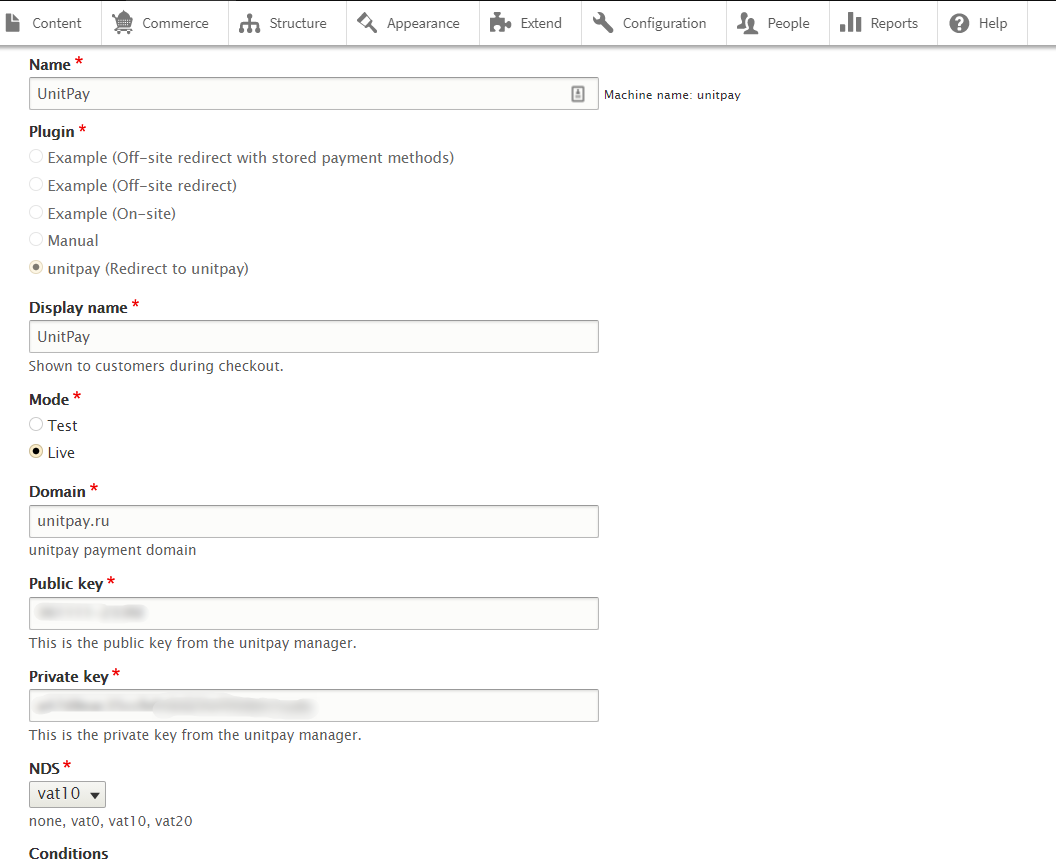 Content Commerce Structure Appearance Extend Configuration People Reports Help
Name *
UnitPay Machine name: unitpay
Plugin *
Example (Off-site redirect with stored payment methods)
Example (Off-site redirect)
Example (On-site)
Manual
unitpay (Redirect to unitpay)
Display name *
UnitPay
Shown to customers during checkout.
Mode *
Test
Live
Domain *
unitpay.ru
unitpay payment domain
Public key *
This is the public key from the unitpay manager.
Private key *
This is the private key from the unitpay manager.
NDS *
vat10
none, vat0, vat10, vat20
Conditions